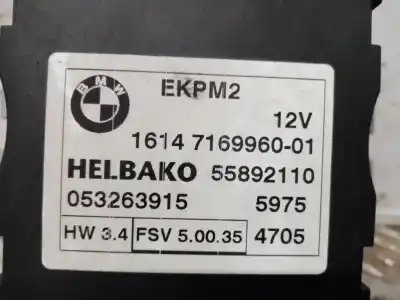 BMW
EKPM2
12V
1614 7169960-01
HELBAKO 55892110
053263915 5975
HW 3.4 FSV 5.00.35 4705